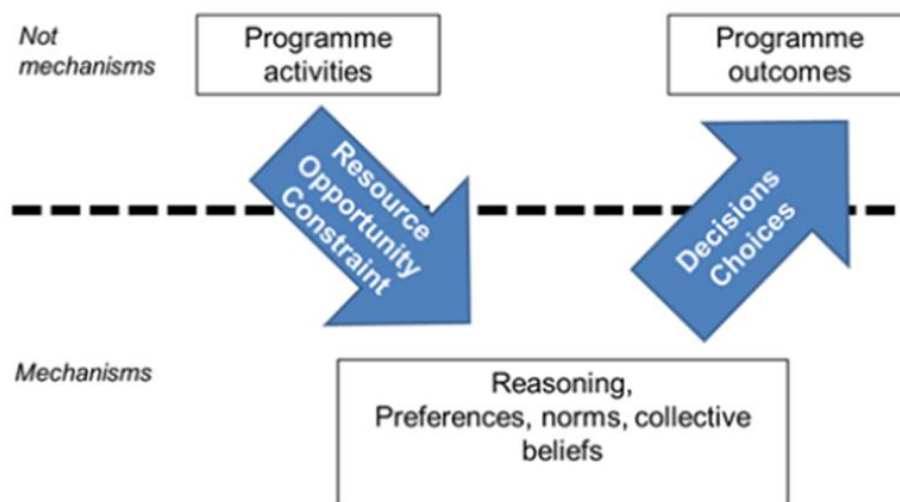 Not
mechanisms
Programme
activities
Programme
outcomes
Resource
Opportunity
Constraint
Decisions
Choices
Mechanisms
Reasoning,
Preferences, norms, collective
beliefs